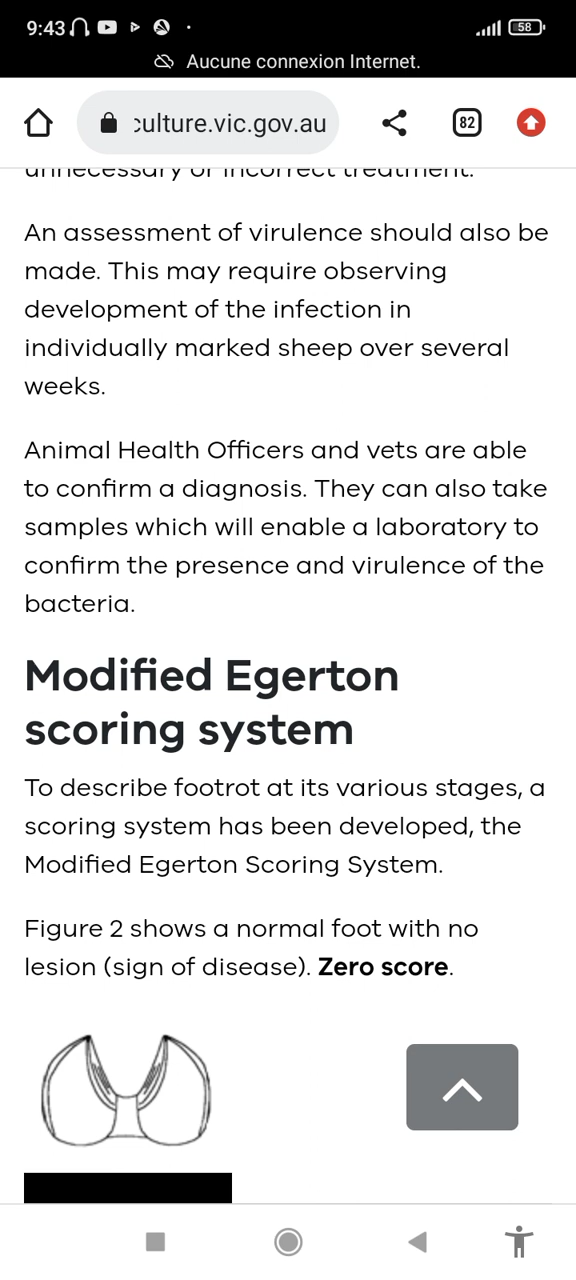 9:43
58
Aucune connexion Internet.
culture.vic.gov.au
82
unnecessary or incorrect treatment.
An assessment of virulence should also be
made. This may require observing
development of the infection in
individually marked sheep over several
weeks.
Animal Health Officers and vets are able
to confirm a diagnosis. They can also take
samples which will enable a laboratory to
confirm the presence and virulence of the
bacteria.
Modified Egerton
scoring system
To describe footrot at its various stages, a
scoring system has been developed, the
Modified Egerton Scoring System.
Figure 2 shows a normal foot with no
lesion (sign of disease). Zero score.